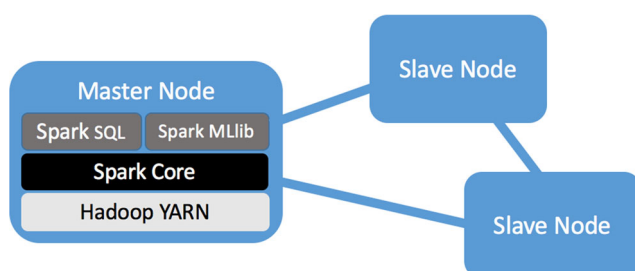 Master Node
Spark SQL
Spark MLlib
Spark Core
Hadoop YARN
Slave Node
Slave Node